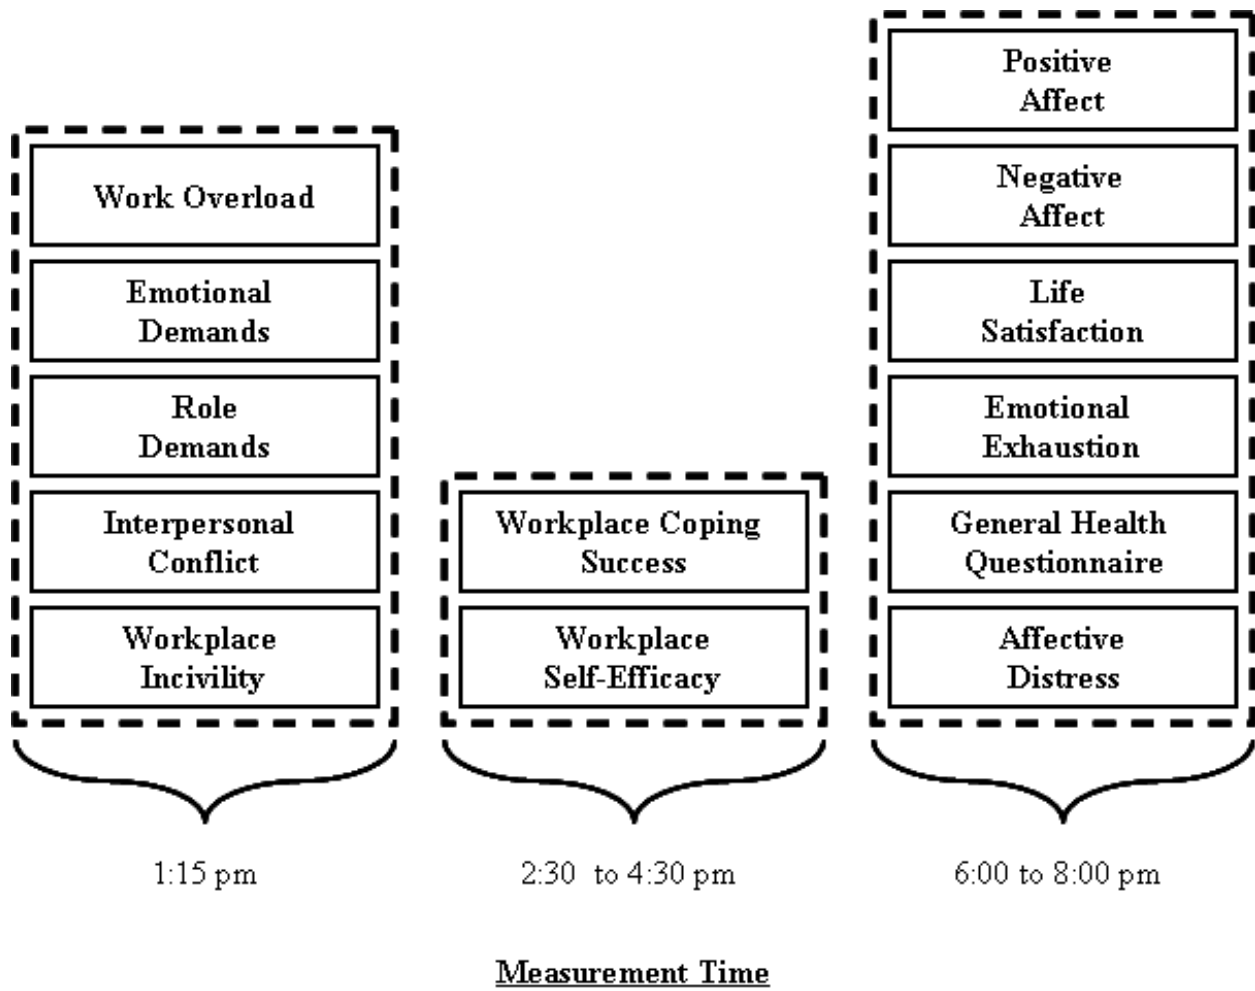 Work Overload
Emotional
Demands
Role
Demands
Interpersonal
Conflict
Workplace
Incivility
1:15 pm
Workplace Coping
Success
Workplace
Self-Efficacy
2:30 to 4:30 pm
Positive
Affect
Negative
Affect
Life
Satisfaction
Emotional
Exhaustion
General Health
Questionnaire
Affective
Distress
6:00 to 8:00 pm
Measurement Time